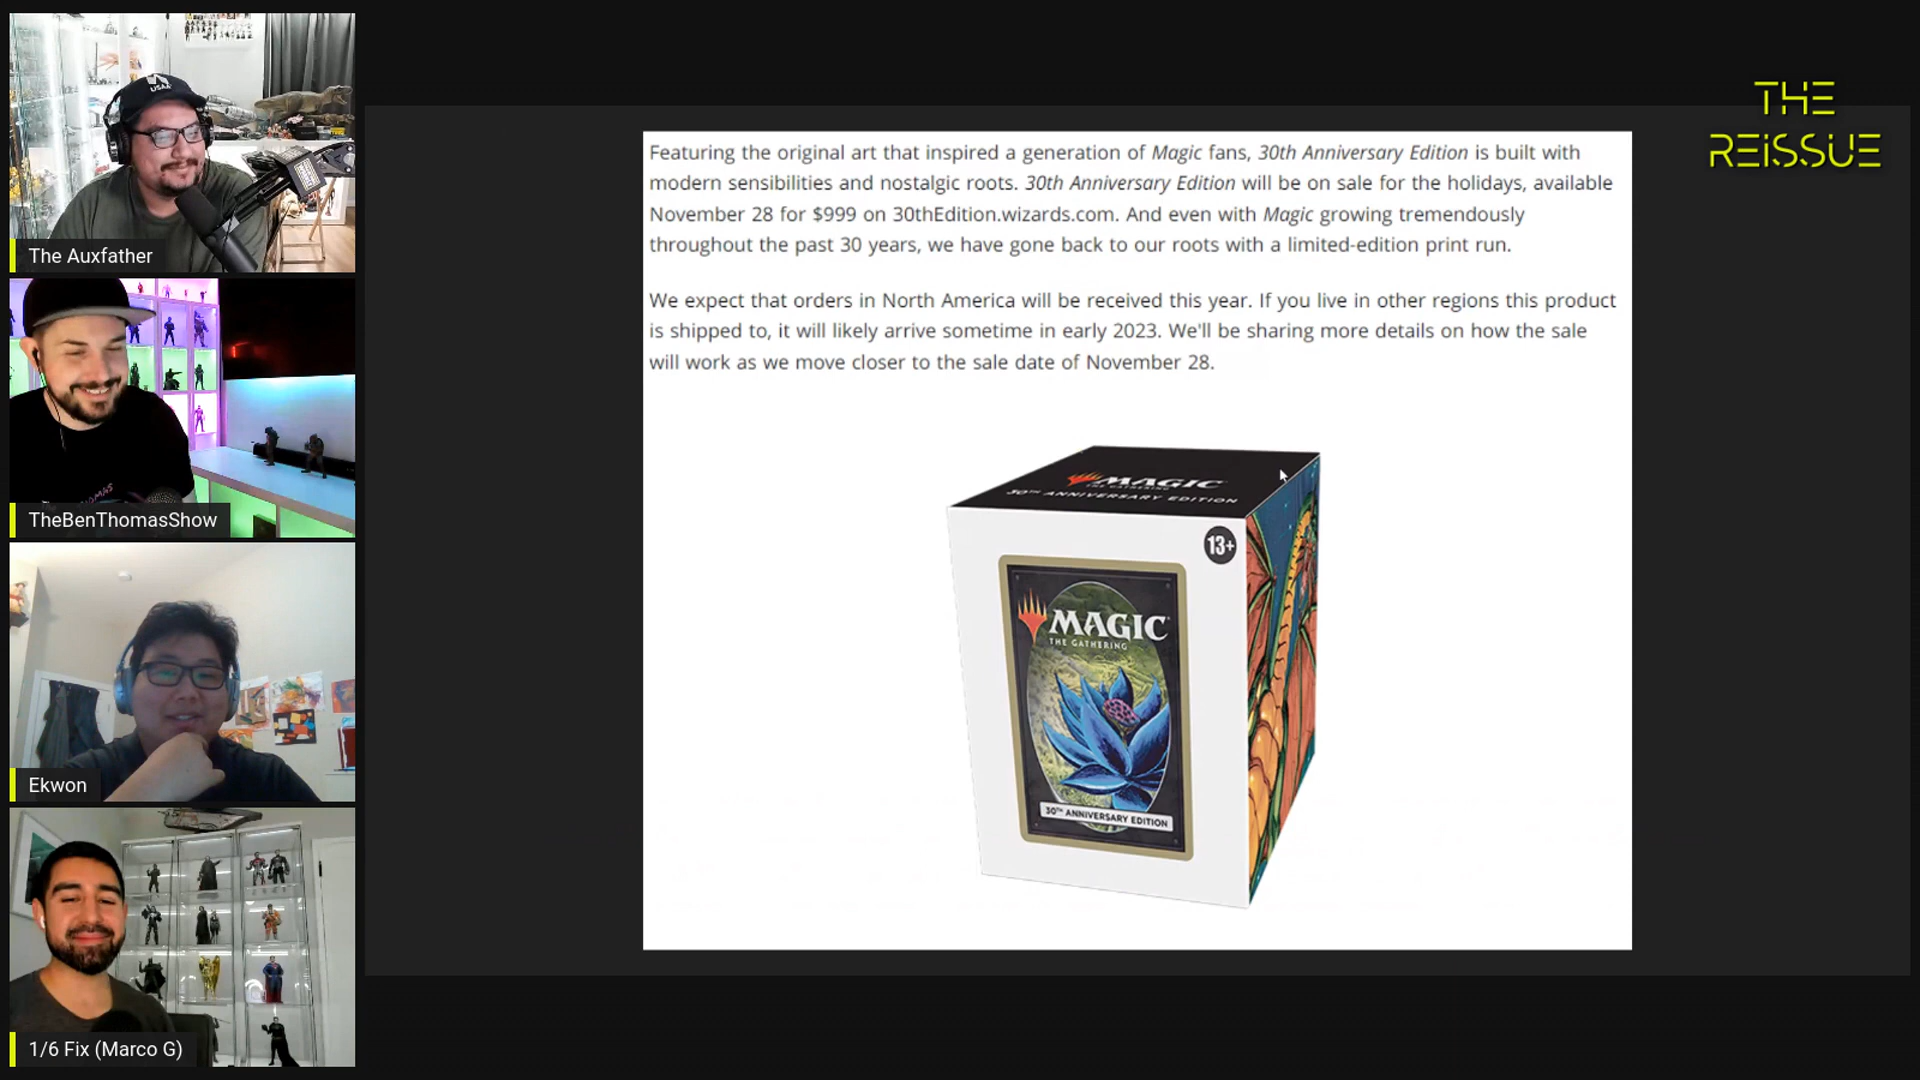 USAA
The Auxfather
TheBenThomasShow
Ekwon
1/6 Fix (Marco G)
THE
REISSUE
Featuring the original art that inspired a generation of Magic fans, 30th Anniversary Edition is built with
modern sensibilities and nostalgic roots. 30th Anniversary Edition will be on sale for the holidays, available
November 28 for $999 on 30thEdition.wizards.com. And even with Magic growing tremendously
throughout the past 30 years, we have gone back to our roots with a limited-edition print run.
We expect that orders in North America will be received this year. If you live in other regions this product
is shipped to, it will likely arrive sometime in early 2023. We'll be sharing more details on how the sale
will work as we move closer to the sale date of November 28.
MAGIC
THE GATHERING
30TH ANNIVERSARY EDITION
13+
MAGIC
THE GATHERING
30TH ANNIVERSARY EDITION